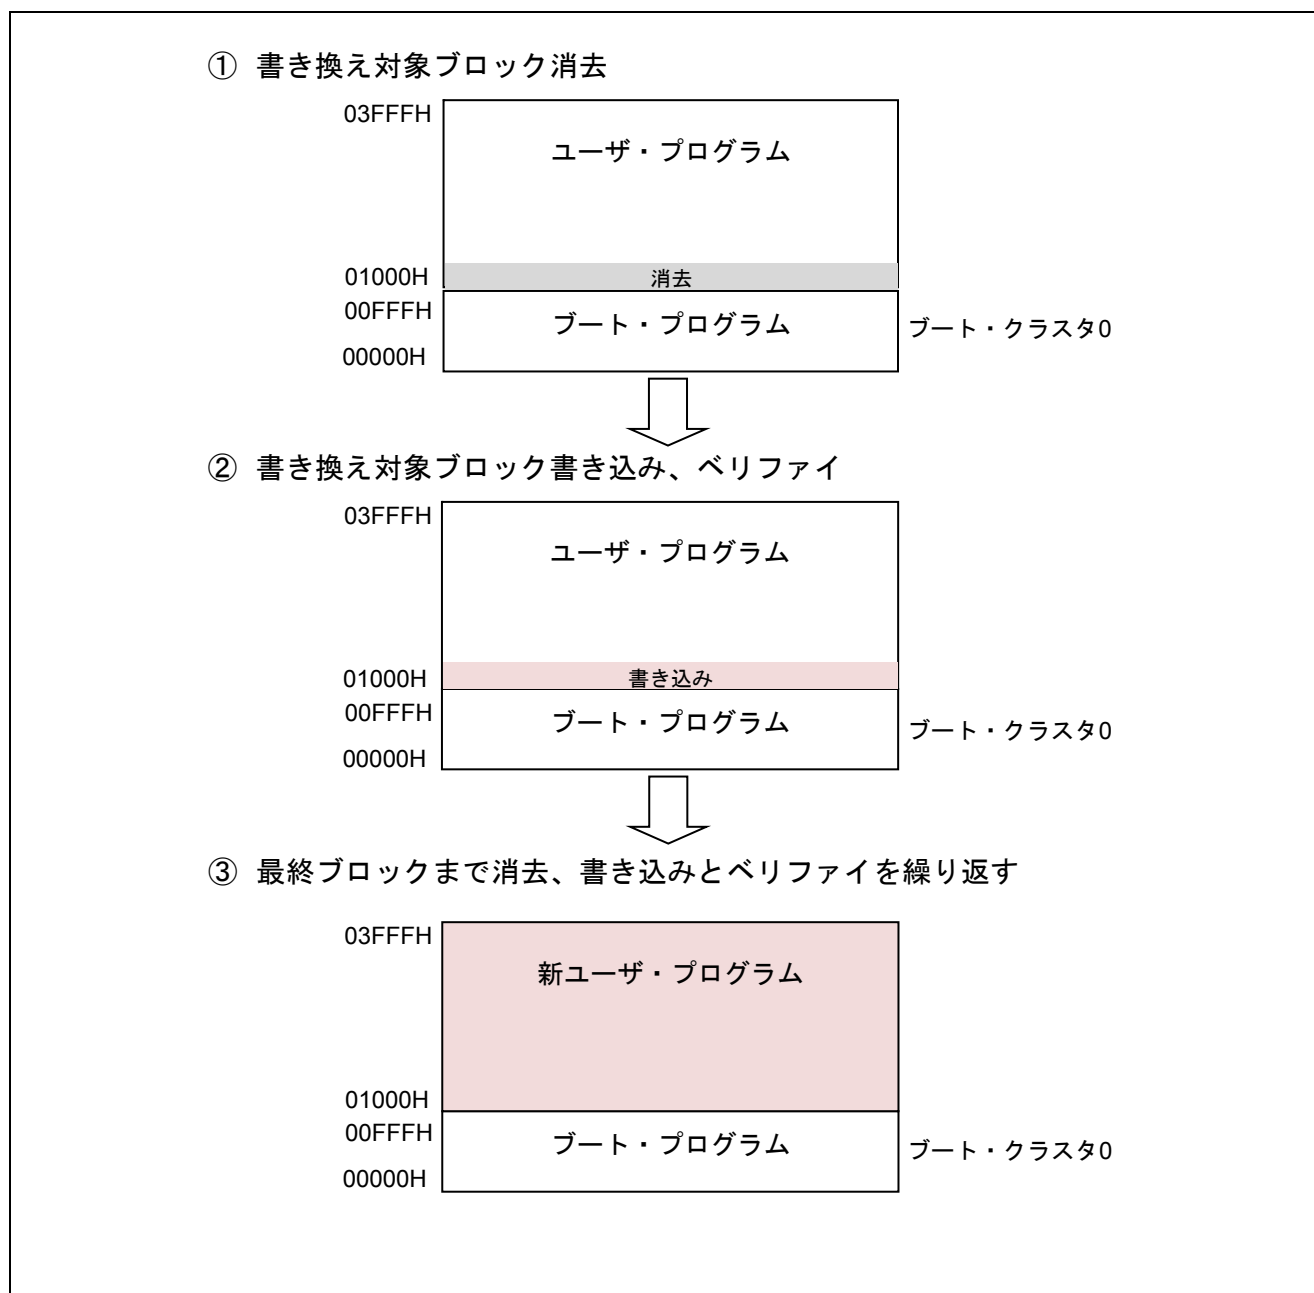 ① 書き換え対象ブロック消去
03FFFH
ユーザ・プログラム
01000H
消去
00FFFH
ブート・プログラム
ブート・クラスタ0
00000H
② 書き換え対象ブロック書き込み、ベリファイ
03FFFH
ユーザ・プログラム
01000H
書き込み
00FFFH
ブート・プログラム
ブート・クラスタ0
00000H
③ 最終ブロックまで消去、書き込みとベリファイを繰り返す
03FFFH
新ユーザ・プログラム
01000H
00FFFH
ブート・プログラム
ブート・クラスタ0
00000H